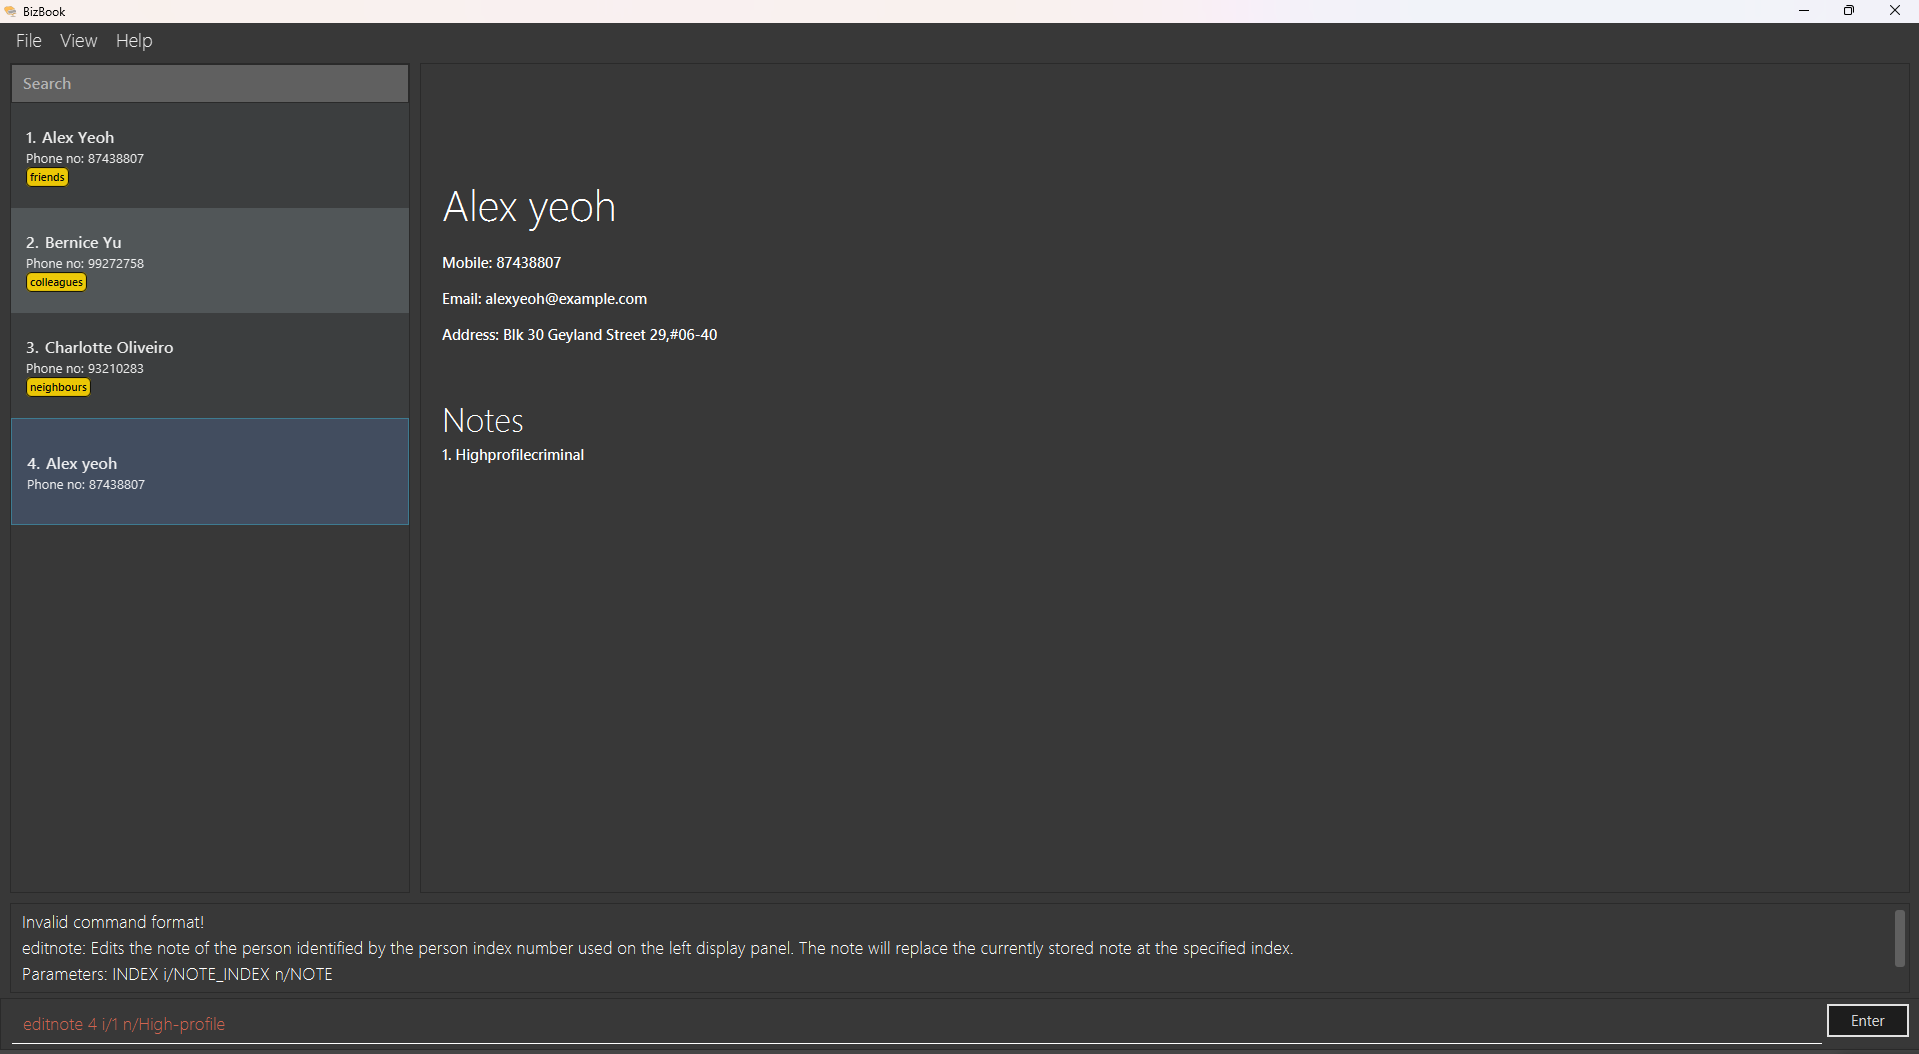 BizBook
File View Help
Search
1. Alex Yeoh
Phone no: 87438807
friends
2. Bernice Yu
Phone no: 99272758
colleagues
3. Charlotte Oliveiro
Phone no: 93210283
neighbours
4. Alex yeoh
Phone no: 87438807
Alex yeoh
Mobile: 87438807
Email: alexyeoh@example.com
Address: Blk 30 Geyland Street 29,#06-40
Notes
1. Highprofilecriminal
Invalid command format!
editnote: Edits the note of the person identified by the person index number used on the left display panel. The note will replace the currently stored note at the specified index.
Parameters: INDEX i/NOTE_INDEX n/NOTE
editnote 4 i/1 n/High-profile
Enter